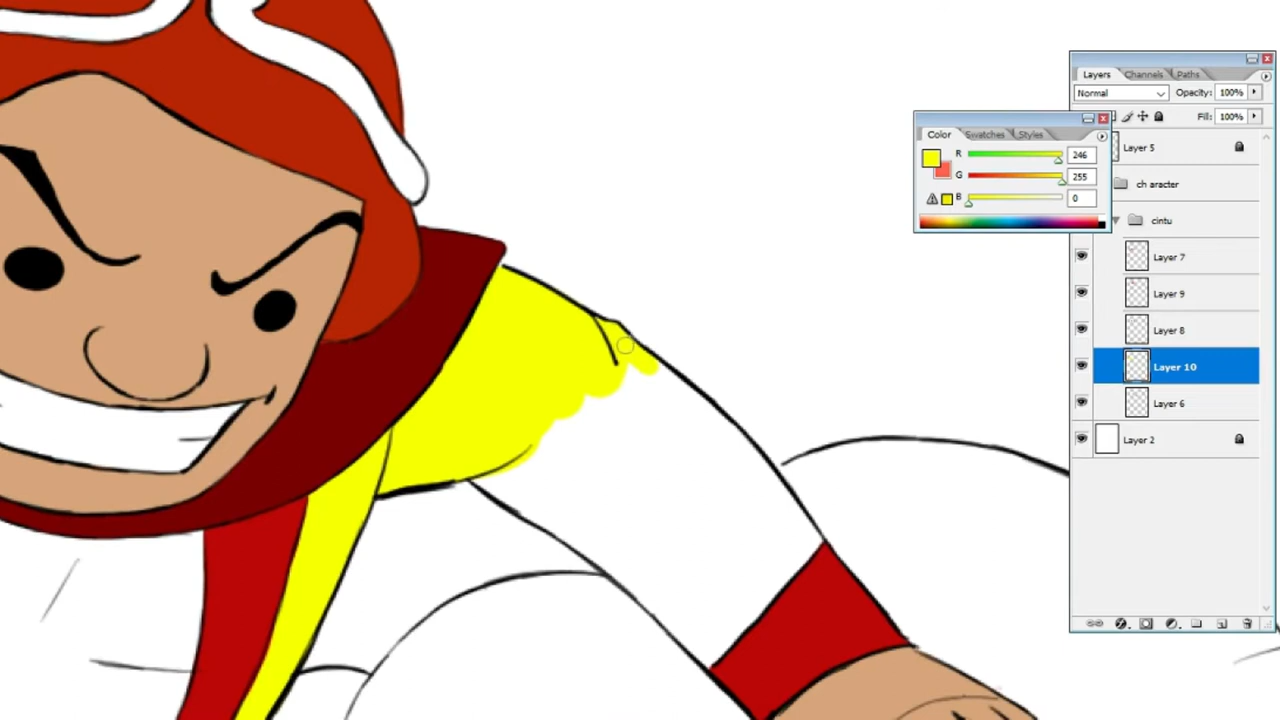 Layers Channels Paths
Normal Opacity: 100%
Fill: 100%
Color Swatches Styles
R 246
G 255
B 0
Layer 5
ch aracter
cintu
Layer 7
Layer 9
Layer 8
Layer 10
Layer 6
Layer 2